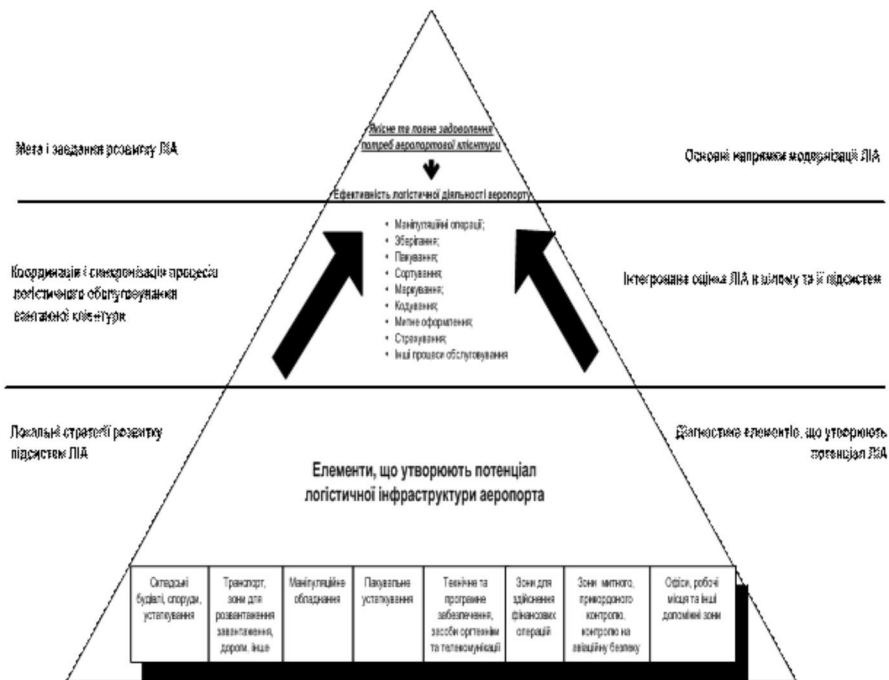 Якісне та повне задоволення
потреб аеропортової клієнтури
Мета і завдання розвитку ЛІА
Основні напрямки модернізації ЛІА
Ефективність логістичної діяльності аеропорту
• Маніпуляційні операції;
• Зберігання;
• Пакування;
• Сортування;
• Маркування;
• Кодування;
• Митне оформлення;
• Страхування;
• Інші процеси обслуговування
Координація і синхронізація процесів
логістичного обслуговування
вантажної клієнтури
Інтегрована оцінка ЛІА в цілому та її підсистем
Локальні стратегії розвитку
підсистем ЛІА
Діагностика елементів, що утворюють
потенціал ЛІА
Елементи, що утворюють потенціал
логістичної інфраструктури аеропорта
Складські
будівлі, споруди,
устаткування
Транспорт,
зони для
розвантаження
завантаження,
дороги, інше
Маніпуляційне
обладнання
Пакувальне
устаткування
Технічне та
програмне
забезпечення,
засоби оргтехніки
та телекомунікації
Зони для
здійснення
фінансових
операцій
Зони митного,
прикордоного
контролю,
контролю на
авіаційну безпеку
Офіси, робочі
місця та інші
допоміжні зони